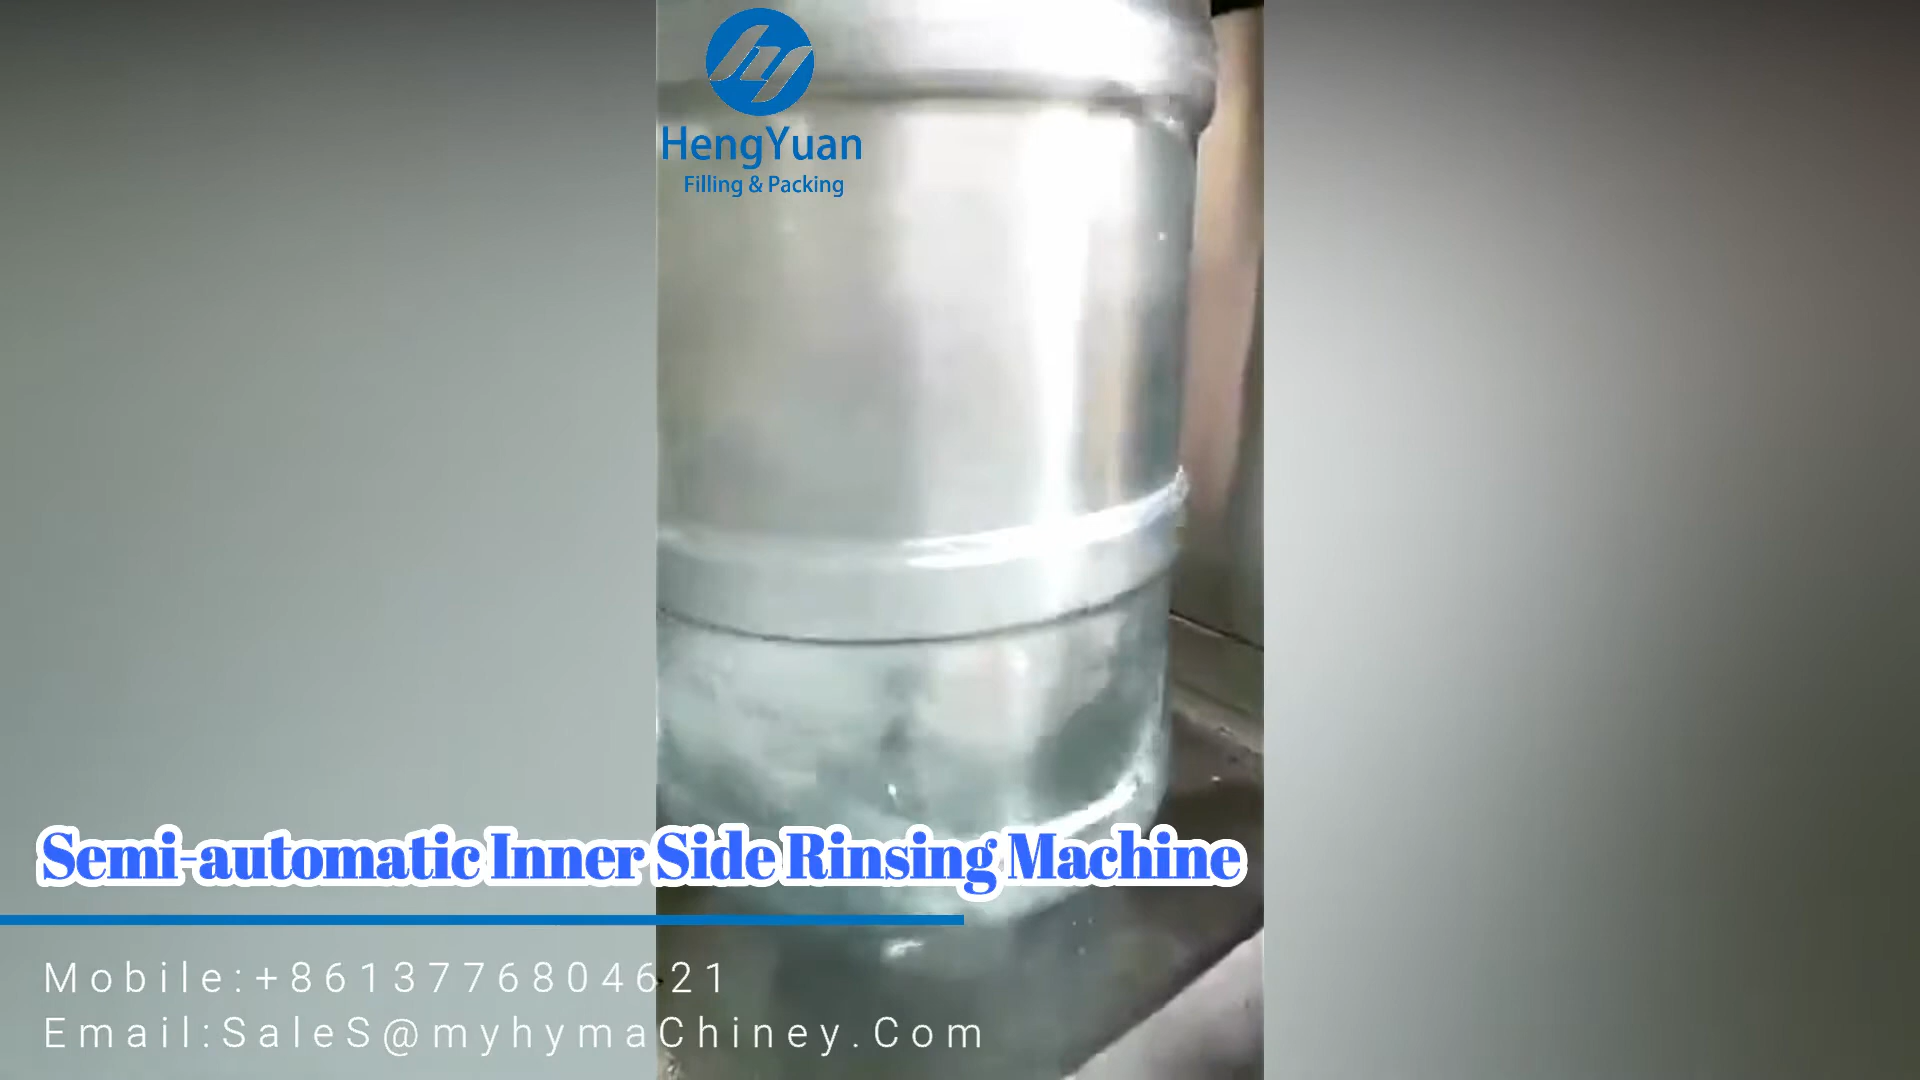 HengYuan
Filling & Packing
Semi-automatic Inner Side Rinsing Machine
Mobile:+8613776804621
Email:SaleS@myhymaChiney.Com